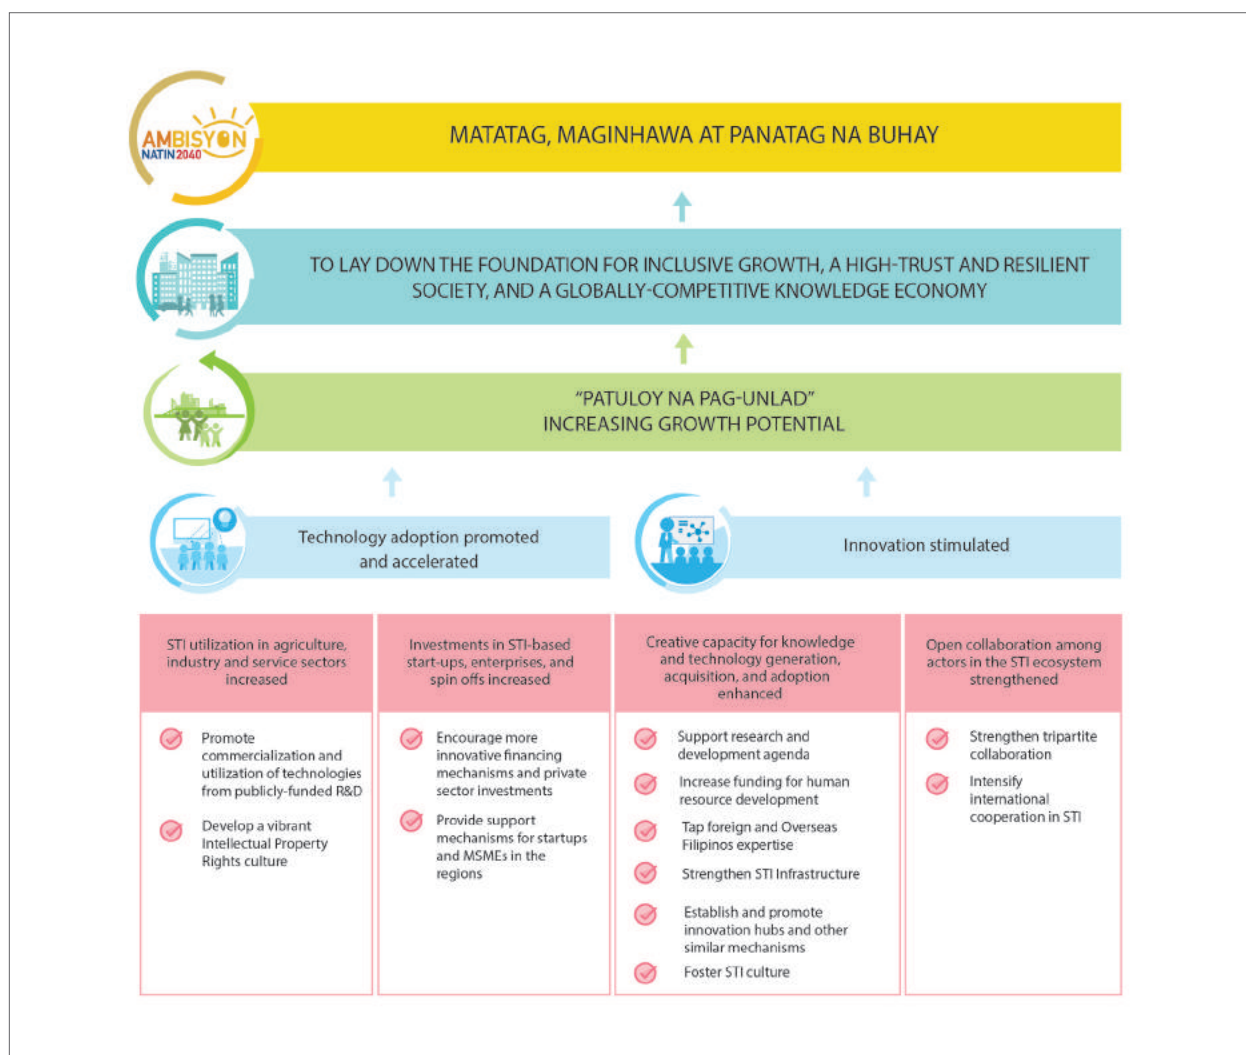 AMBISYON
NATIN 2040
MATATAG, MAGINHAWA AT PANATAG NA BUHAY
TO LAY DOWN THE FOUNDATION FOR INCLUSIVE GROWTH, A HIGH-TRUST AND RESILIENT
SOCIETY, AND A GLOBALLY-COMPETITIVE KNOWLEDGE ECONOMY
“PATULOY NA PAG-UNLAD”
INCREASING GROWTH POTENTIAL
Technology adoption promoted
and accelerated
Innovation stimulated
STI utilization in agriculture,
industry and service sectors
increased
Promote
commercialization and
utilization of technologies
from publicly-funded R&D
Develop a vibrant
Intellectual Property
Rights culture
Investments in STI-based
start-ups, enterprises, and
spin offs increased
Encourage more
innovative financing
mechanisms and private
sector investments
Provide support
mechanisms for startups
and MSMEs in the
regions
Creative capacity for knowledge
and technology generation,
acquisition, and adoption
enhanced
Support research and
development agenda
Increase funding for human
resource development
Tap foreign and Overseas
Filipinos expertise
Strengthen STI Infrastructure
Establish and promote
innovation hubs and other
similar mechanisms
Foster STI culture
Open collaboration among
actors in the STI ecosystem
strengthened
Strengthen tripartite
collaboration
Intensify
international
cooperation in STI